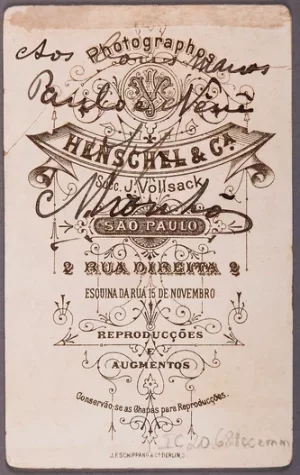 Aos
Photographos
Paulo e Nené
HENSCHEL & Cª.
Succ. J. Vollsack
SÃO PAULO
2 RUA DIREITA 2
ESQUINA DA RUA 15 DE NOVEMBRO
REPRODUCÇÕES
E
AUGMENTOS
Conservão-se as Chapas para Reproducções.